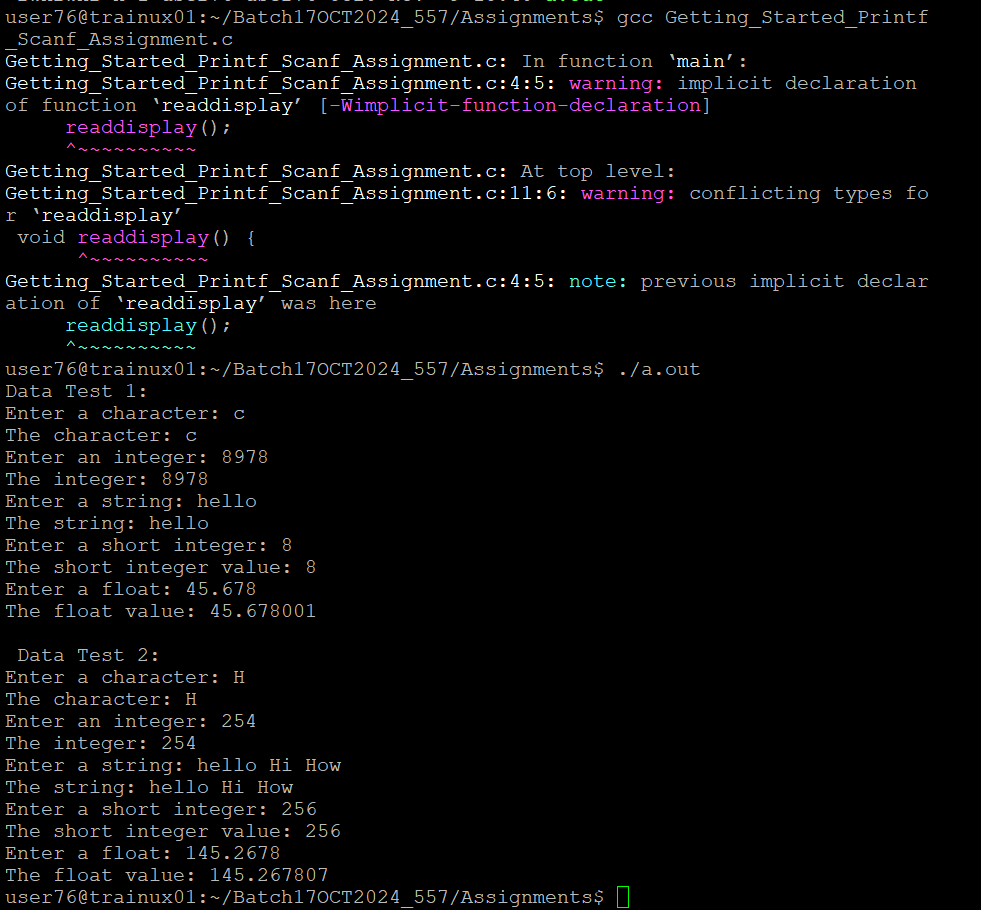 user76@trainux01:~/Batch17OCT2024_557/Assignments$ gcc Getting_Started_Printf
_Scanf_Assignment.c
Getting_Started_Printf_Scanf_Assignment.c: In function ‘main’:
Getting_Started_Printf_Scanf_Assignment.c:4:5: warning: implicit declaration
of function ‘readdisplay’ [-Wimplicit-function-declaration]
     readdisplay();
     ^~~~~~~~~~~
Getting_Started_Printf_Scanf_Assignment.c: At top level:
Getting_Started_Printf_Scanf_Assignment.c:11:6: warning: conflicting types fo
r ‘readdisplay’
 void readdisplay() {
      ^~~~~~~~~~~
Getting_Started_Printf_Scanf_Assignment.c:4:5: note: previous implicit declar
ation of ‘readdisplay’ was here
     readdisplay();
     ^~~~~~~~~~~
user76@trainux01:~/Batch17OCT2024_557/Assignments$ ./a.out
Data Test 1:
Enter a character: c
The character: c
Enter an integer: 8978
The integer: 8978
Enter a string: hello
The string: hello
Enter a short integer: 8
The short integer value: 8
Enter a float: 45.678
The float value: 45.678001

 Data Test 2:
Enter a character: H
The character: H
Enter an integer: 254
The integer: 254
Enter a string: hello Hi How
The string: hello Hi How
Enter a short integer: 256
The short integer value: 256
Enter a float: 145.2678
The float value: 145.267807
user76@trainux01:~/Batch17OCT2024_557/Assignments$